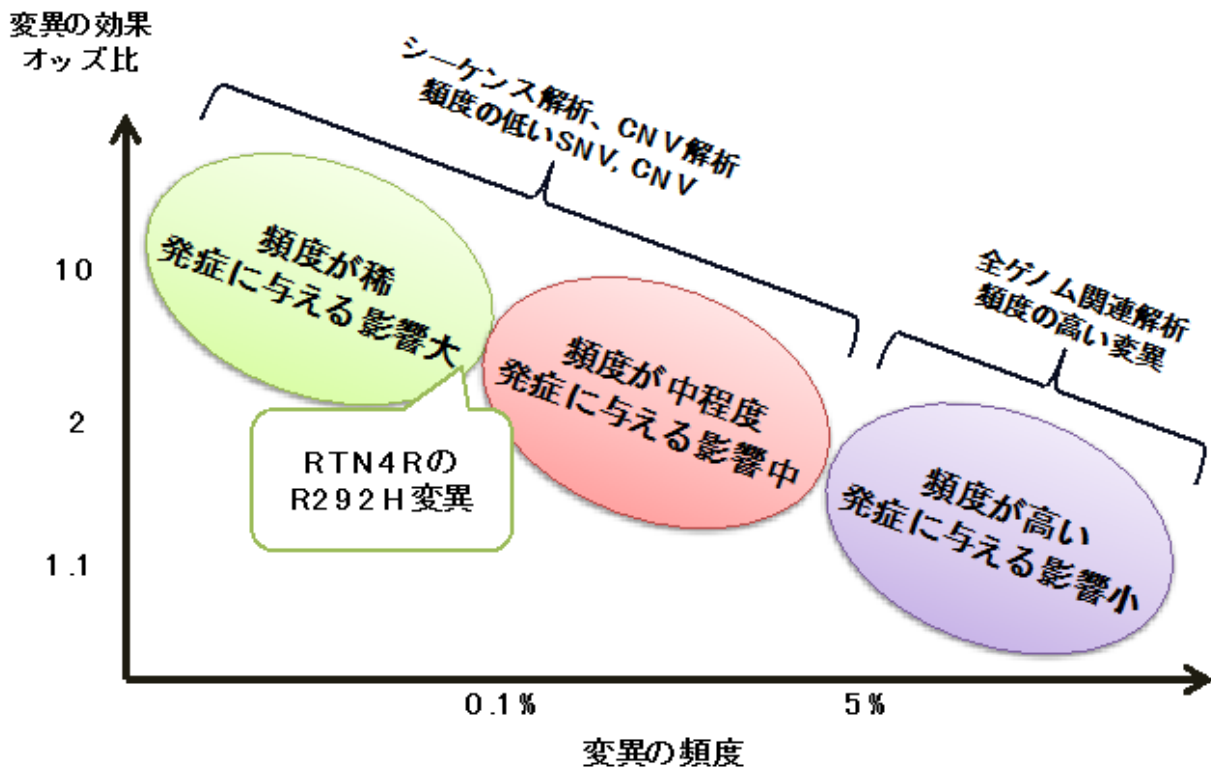 変異の効果
オッズ比
シーケンス解析、CNV解析
頻度の低いSNV, CNV
全ゲノム関連解析
頻度の高い変異
頻度が稀
発症に与える影響大
頻度が中程度
発症に与える影響中
頻度が高い
発症に与える影響小
RTN4Rの
R292H変異
10
2
1.1
0.1%
5%
変異の頻度